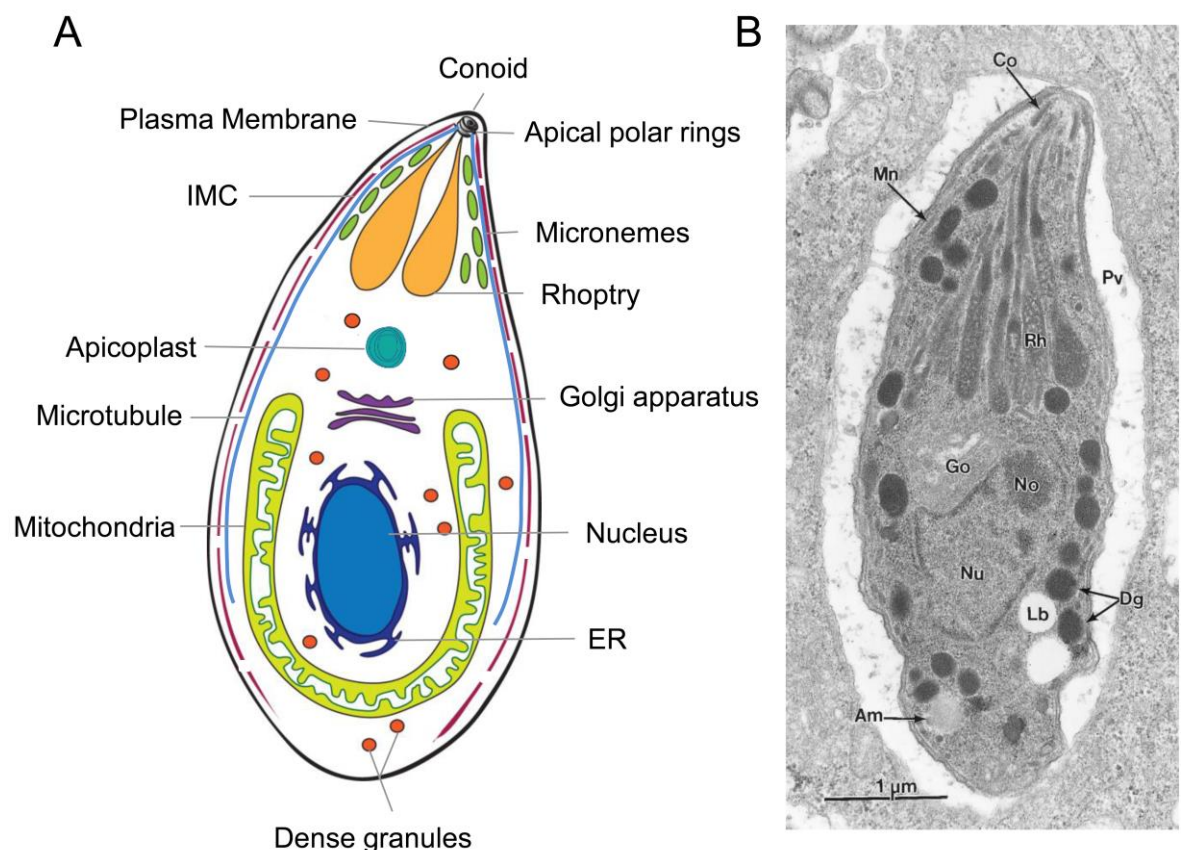 A
Conoid
Plasma Membrane
Apical polar rings
IMC
Micronemes
Rhoptry
Apicoplast
Golgi apparatus
Microtubule
Mitochondria
Nucleus
ER
Dense granules
B
Co
Mn
Pv
Rh
Go
No
Nu
Dg
Lb
Am
1 µm